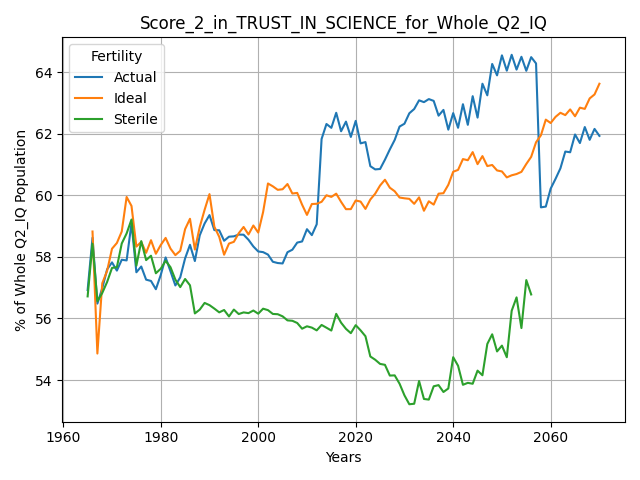 Score_2_in_TRUST_IN_SCIENCE_for_Whole_Q2_IQ
Fertility
Actual
Ideal
Sterile
% of Whole Q2_IQ Population
64
62
60
58
56
54
1960
1980
2000
2020
2040
2060
Years